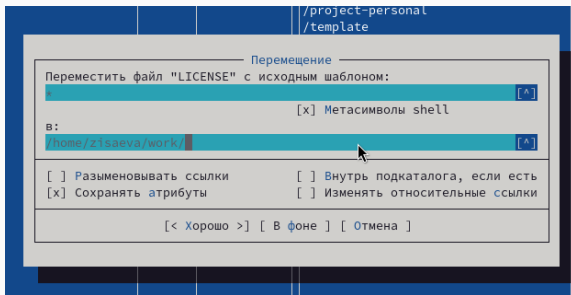 /project-personal
/template
Перемещение
Переместить файл "LICENSE" с исходным шаблоном:
* [^]
[x] Метасимволы shell
в:
/home/zisaeva/work/ [^]
[ ] Разыменовывать ссылки [ ] Внутрь подкаталога, если есть
[x] Сохранять атрибуты [ ] Изменять относительные ссылки
[< Хорошо >] [ В фоне ] [ Отмена ]